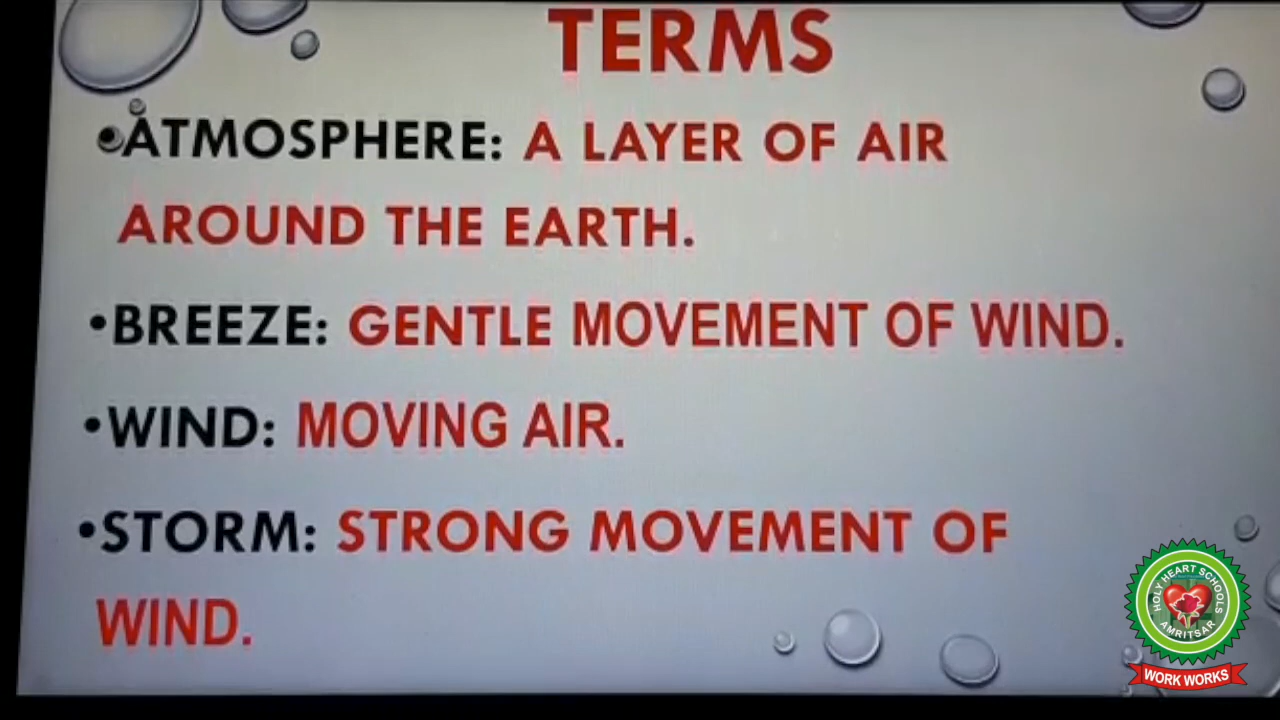 TERMS
•ATMOSPHERE: A LAYER OF AIR
AROUND THE EARTH.
•BREEZE: GENTLE MOVEMENT OF WIND.
•WIND: MOVING AIR.
•STORM: STRONG MOVEMENT OF
WIND.
HOLY HEART SCHOOLS
AMRITSAR
WORK WORKS